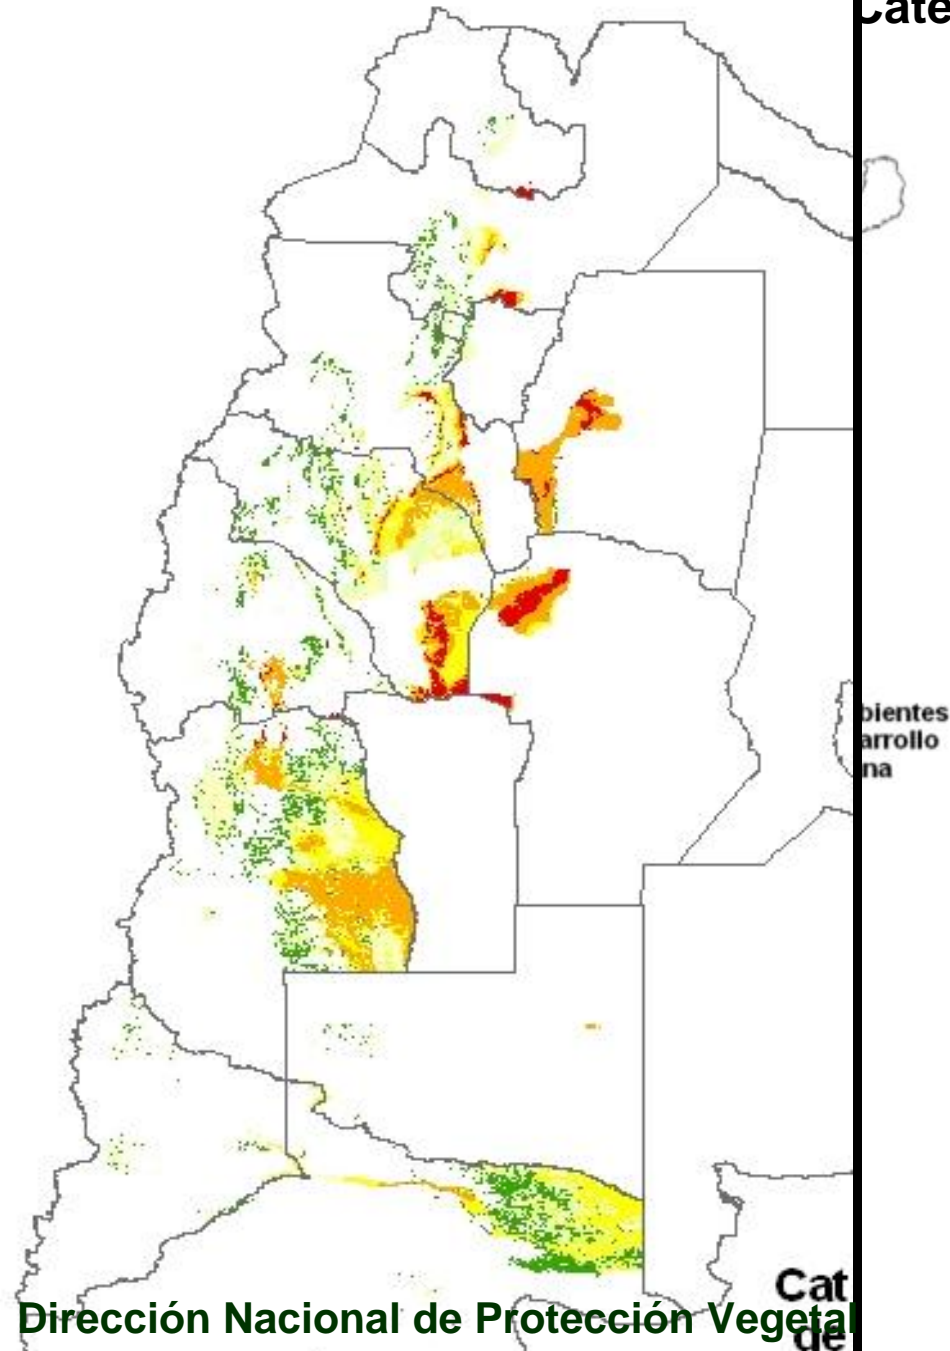 Cate
bientes
arrollo
na
Cat
de
Dirección Nacional de Protección Vegetal